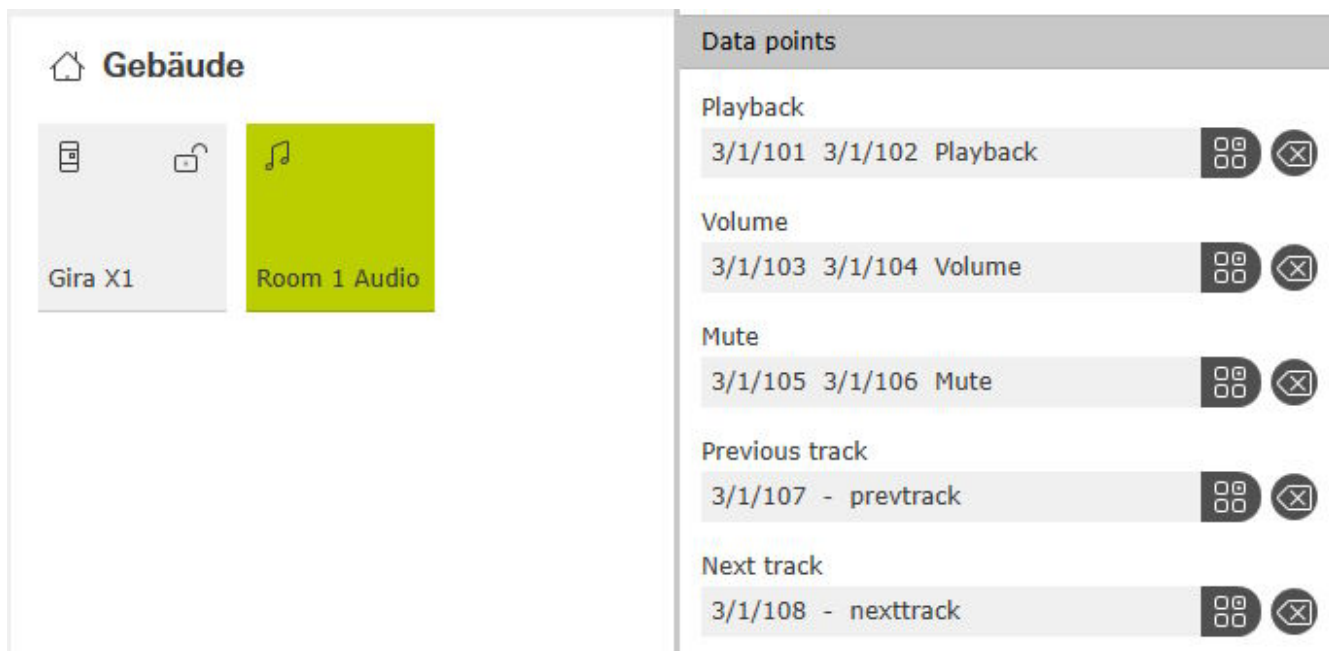 Gebäude
Gira X1
Room 1 Audio
Data points
Playback
3/1/101 3/1/102 Playback
Volume
3/1/103 3/1/104 Volume
Mute
3/1/105 3/1/106 Mute
Previous track
3/1/107 - prevtrack
Next track
3/1/108 - nexttrack